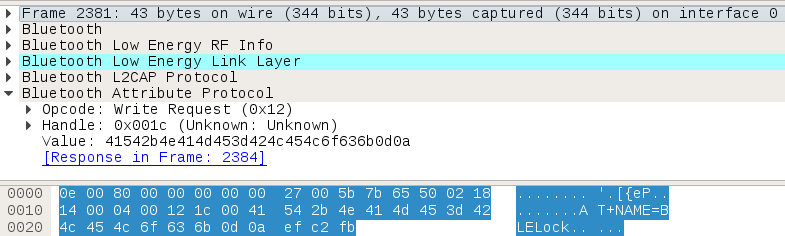 Frame 2381: 43 bytes on wire (344 bits), 43 bytes captured (344 bits) on interface 0
Bluetooth
Bluetooth Low Energy RF Info
Bluetooth Low Energy Link Layer
Bluetooth L2CAP Protocol
Bluetooth Attribute Protocol
Opcode: Write Request (0x12)
Handle: 0x001c (Unknown: Unknown)
Value: 41542b4e414d453d424c454c6f636b0d0a
[Response in Frame: 2384]
0000 0e 00 80 00 00 00 00 00 27 00 5b 7b 65 50 02 18 ........ '.[{eP..
0010 14 00 04 00 12 1c 00 41 54 2b 4e 41 4d 45 3d 42 .......A T+NAME=B
0020 4c 45 4c 6f 63 6b 0d 0a ef c2 fb LELock.. ...